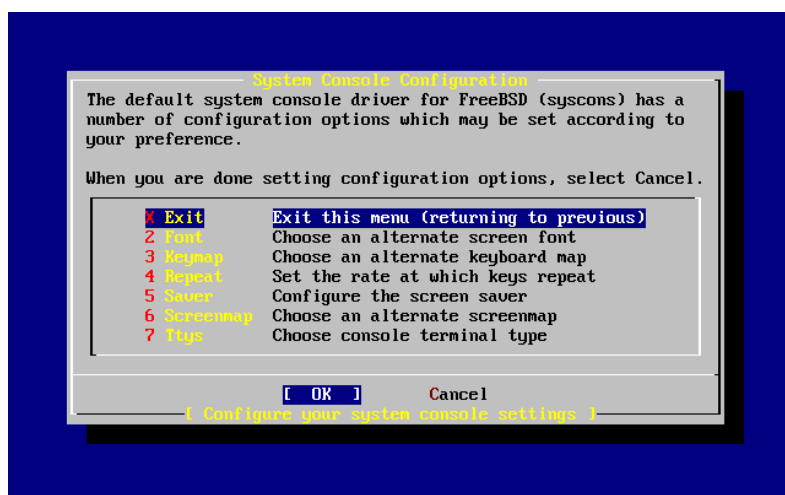 System Console Configuration
The default system console driver for FreeBSD (syscons) has a
number of configuration options which may be set according to
your preference.
When you are done setting configuration options, select Cancel.
X Exit Exit this menu (returning to previous)
2 Font Choose an alternate screen font
3 Keymap Choose an alternate keyboard map
4 Repeat Set the rate at which keys repeat
5 Saver Configure the screen saver
6 Screenmap Choose an alternate screenmap
7 Ttys Choose console terminal type
[ OK ] Cancel
[ Configure your system console settings ]